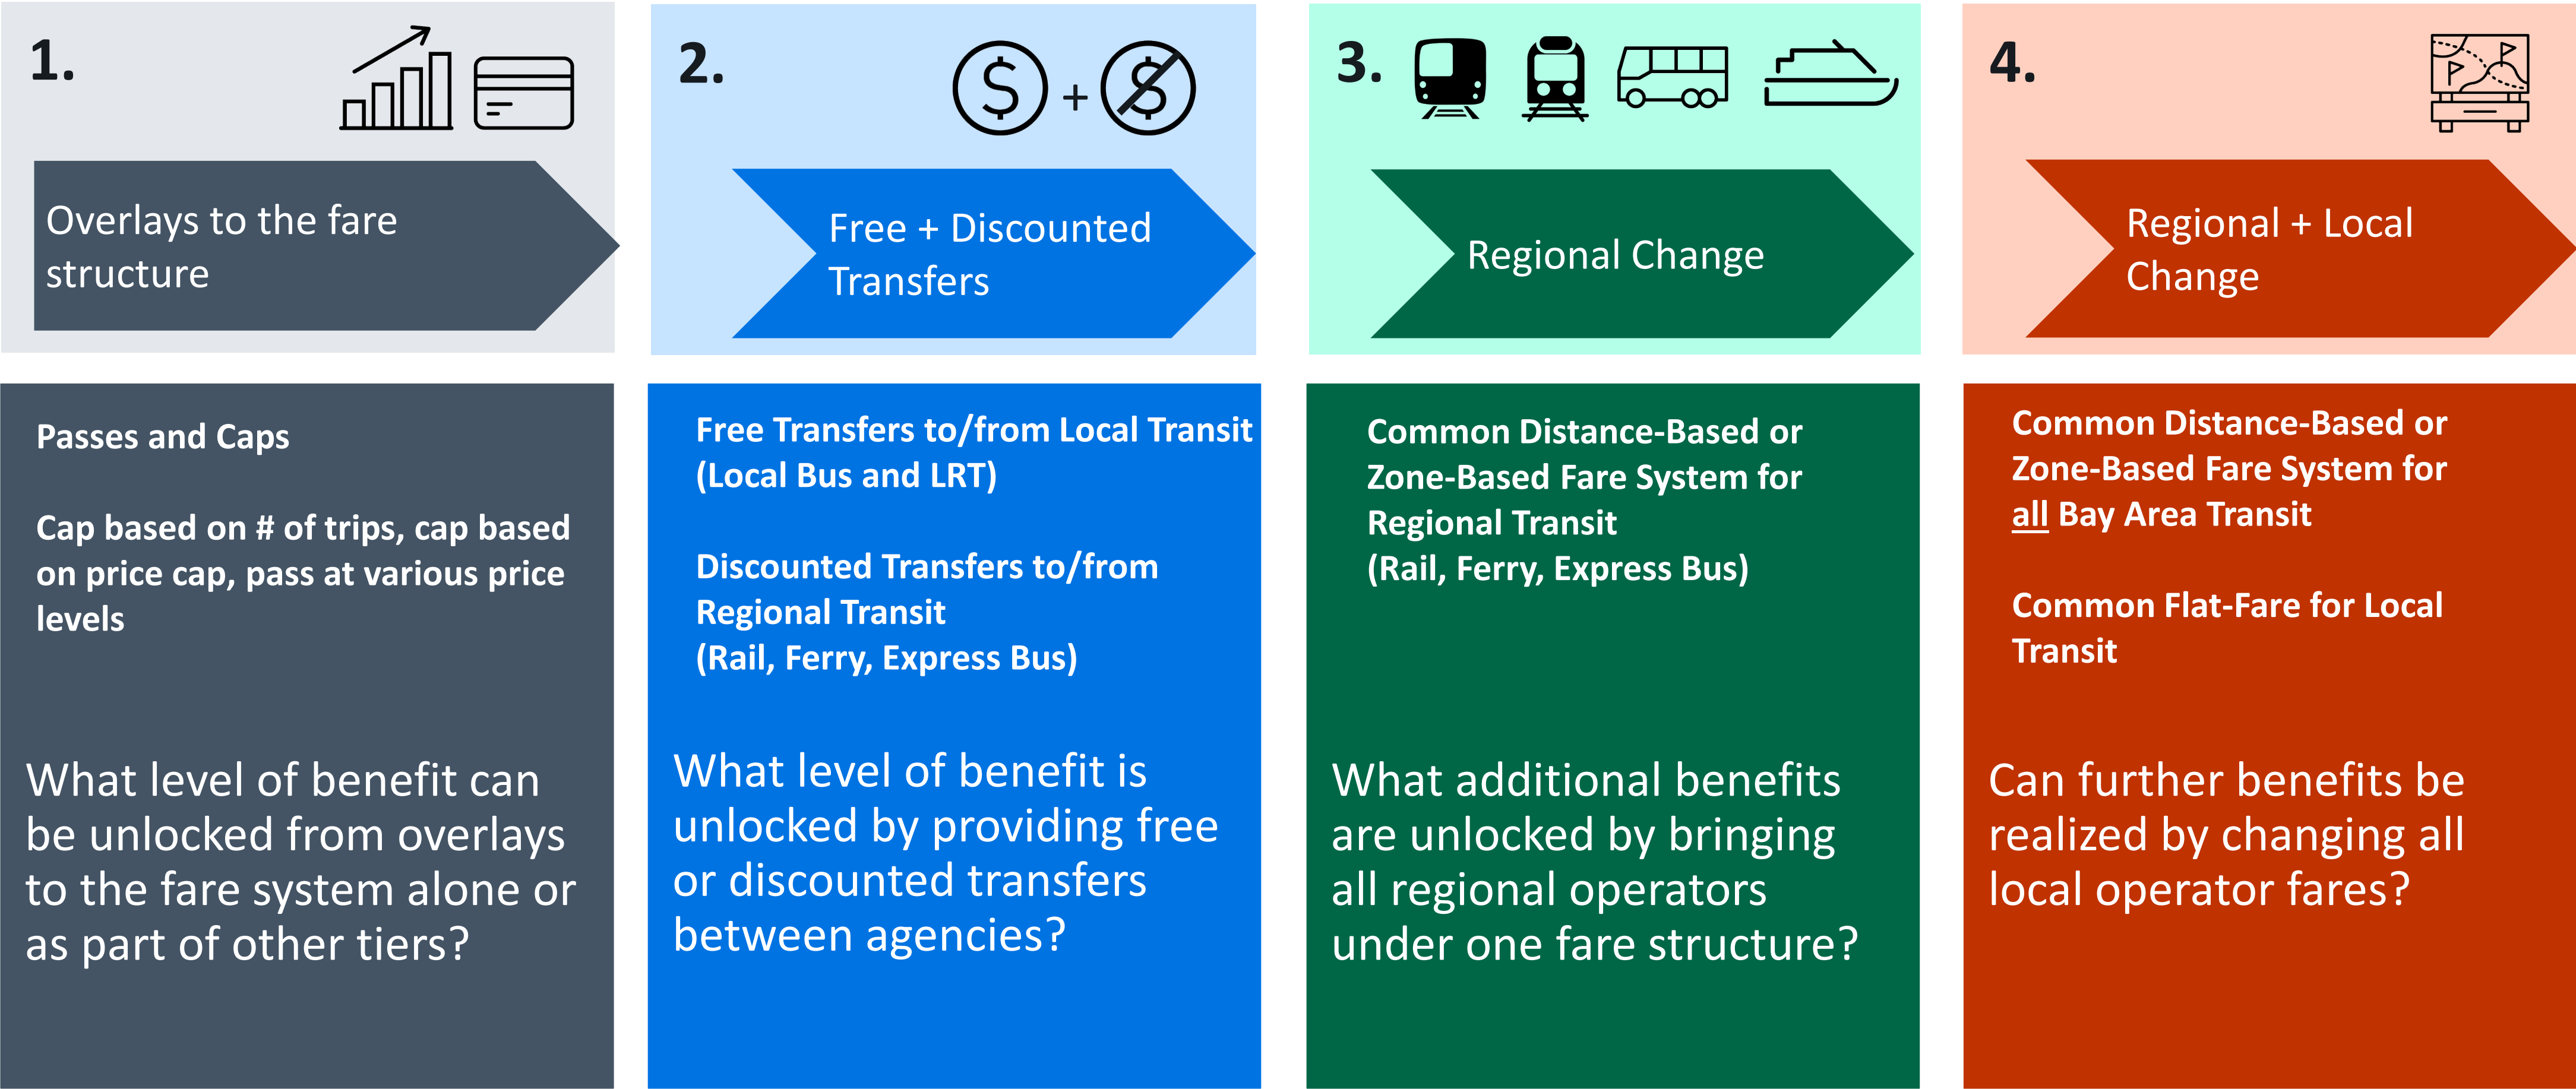 1.
Overlays to the fare
structure
Passes and Caps
Cap based on # of trips, cap based
on price cap, pass at various price
levels
What level of benefit can
be unlocked from overlays
to the fare system alone or
as part of other tiers?
2.
$ + $
Free + Discounted
Transfers
Free Transfers to/from Local Transit
(Local Bus and LRT)
Discounted Transfers to/from
Regional Transit
(Rail, Ferry, Express Bus)
What level of benefit is
unlocked by providing free
or discounted transfers
between agencies?
3.
Regional Change
Common Distance-Based or
Zone-Based Fare System for
Regional Transit
(Rail, Ferry, Express Bus)
What additional benefits
are unlocked by bringing
all regional operators
under one fare structure?
4.
Regional + Local
Change
Common Distance-Based or
Zone-Based Fare System for
all Bay Area Transit
Common Flat-Fare for Local
Transit
Can further benefits be
realized by changing all
local operator fares?